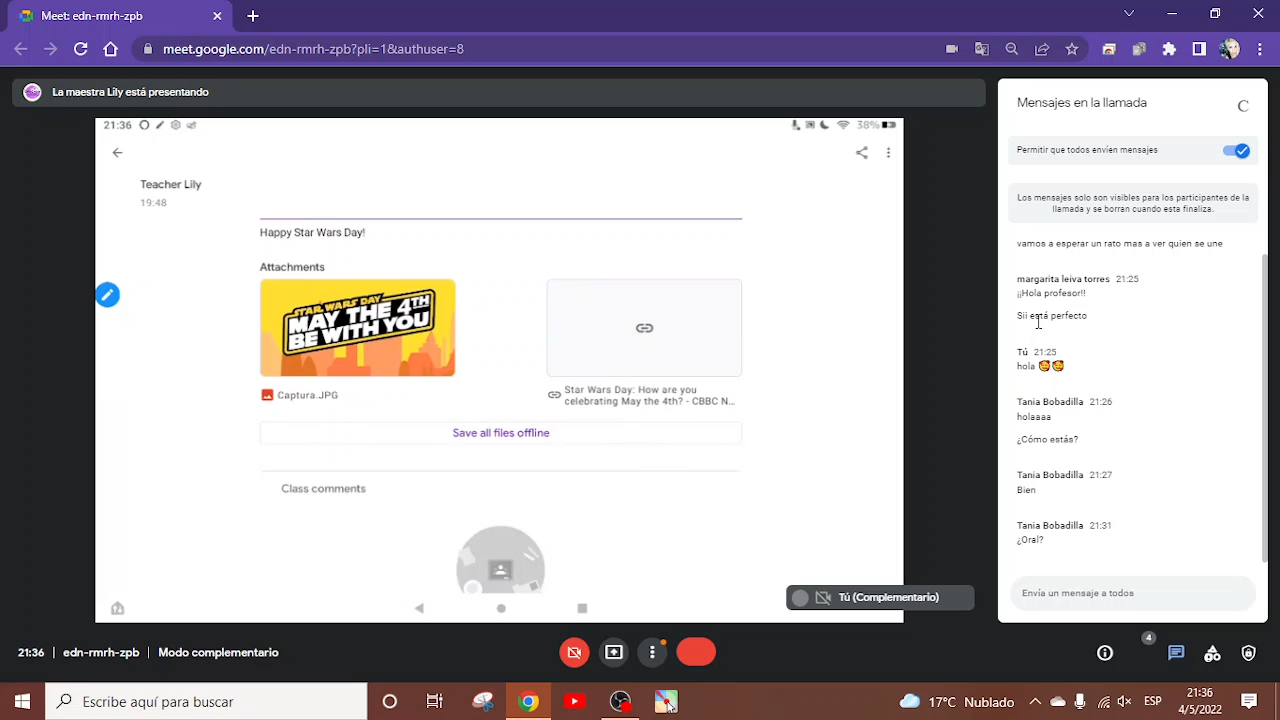 Meet: edn-rmrh-zpb
meet.google.com/edn-rmrh-zpb?pli=1&authuser=8
La maestra Lily está presentando
21:36
38%
Teacher Lily
19:48
Happy Star Wars Day!
Attachments
STAR WARS DAY
MAY THE 4TH
BE WITH YOU
Captura.JPG
Star Wars Day: How are you
celebrating May the 4th? - CBBC N...
Save all files offline
Class comments
Tú (Complementario)
Mensajes en la llamada
C
Permitir que todos envíen mensajes
Los mensajes solo son visibles para los participantes de la
llamada y se borran cuando esta finaliza.
vamos a esperar un rato mas a ver quien se une
margarita leiva torres 21:25
¡¡Hola profesor!!
Sii está perfecto
Tú 21:25
hola 🥰🥰
Tania Bobadilla 21:26
holaaaa
¿Cómo estás?
Tania Bobadilla 21:27
Bien
Tania Bobadilla 21:31
¿Oral?
Envía un mensaje a todos
21:36 | edn-rmrh-zpb | Modo complementario
4
Escribe aquí para buscar
17°C Nublado
ESP
21:36
4/5/2022